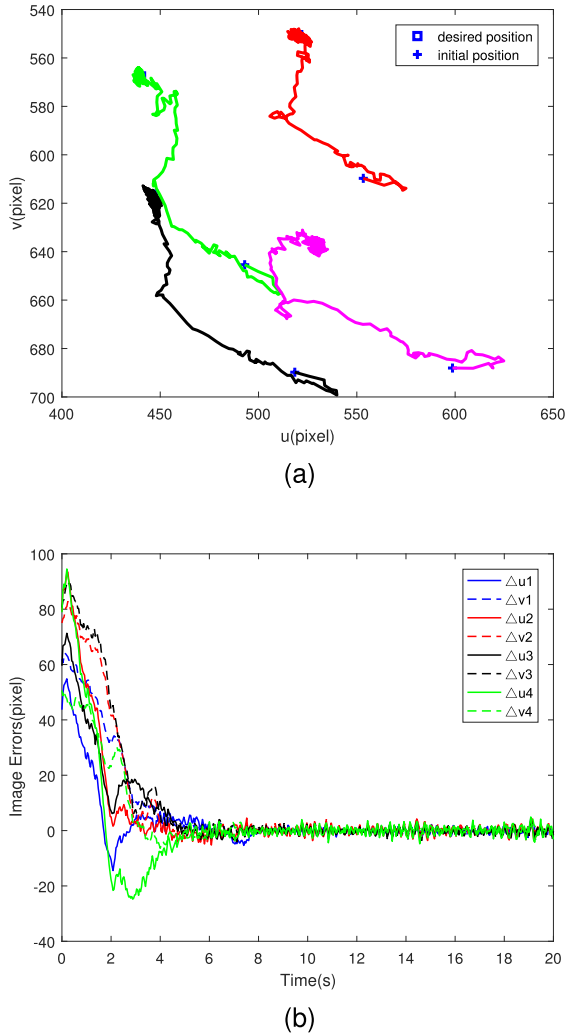 540
560
580
600
620
640
660
680
700
v(pixel)
400
450
500
550
600
650
u(pixel)
desired position
initial position
(a)
100
80
60
40
20
0
-20
-40
Image Errors(pixel)
0
2
4
6
8
10
12
14
16
18
20
Time(s)
△u1
△v1
△u2
△v2
△u3
△v3
△u4
△v4
(b)